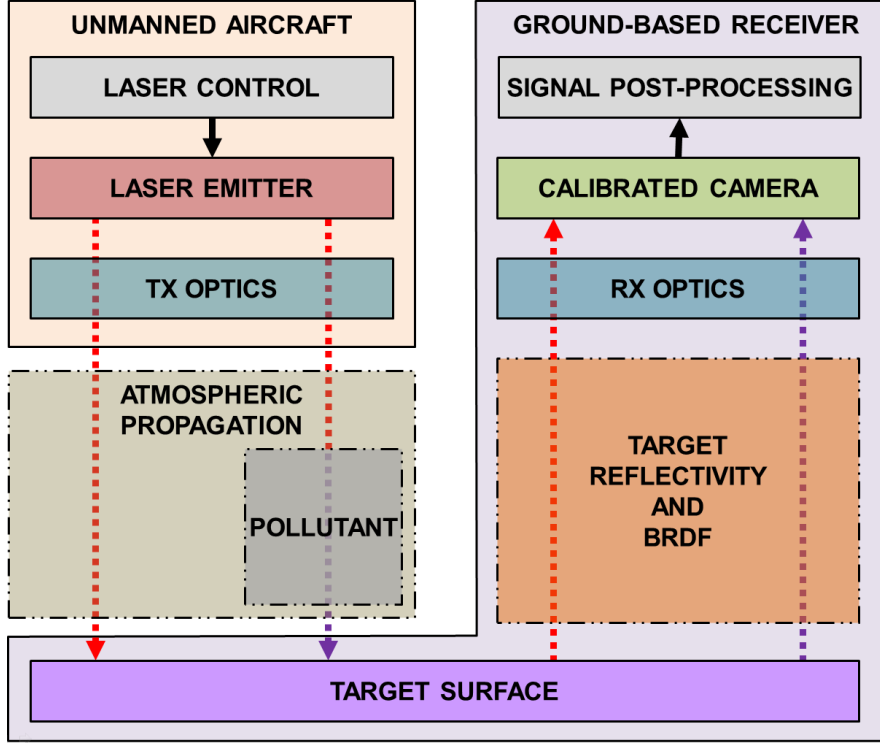 UNMANNED AIRCRAFT
LASER CONTROL
LASER EMITTER
TX OPTICS
ATMOSPHERIC
PROPAGATION
POLLUTANT
GROUND-BASED RECEIVER
SIGNAL POST-PROCESSING
CALIBRATED CAMERA
RX OPTICS
TARGET
REFLECTIVITY
AND
BRDF
TARGET SURFACE